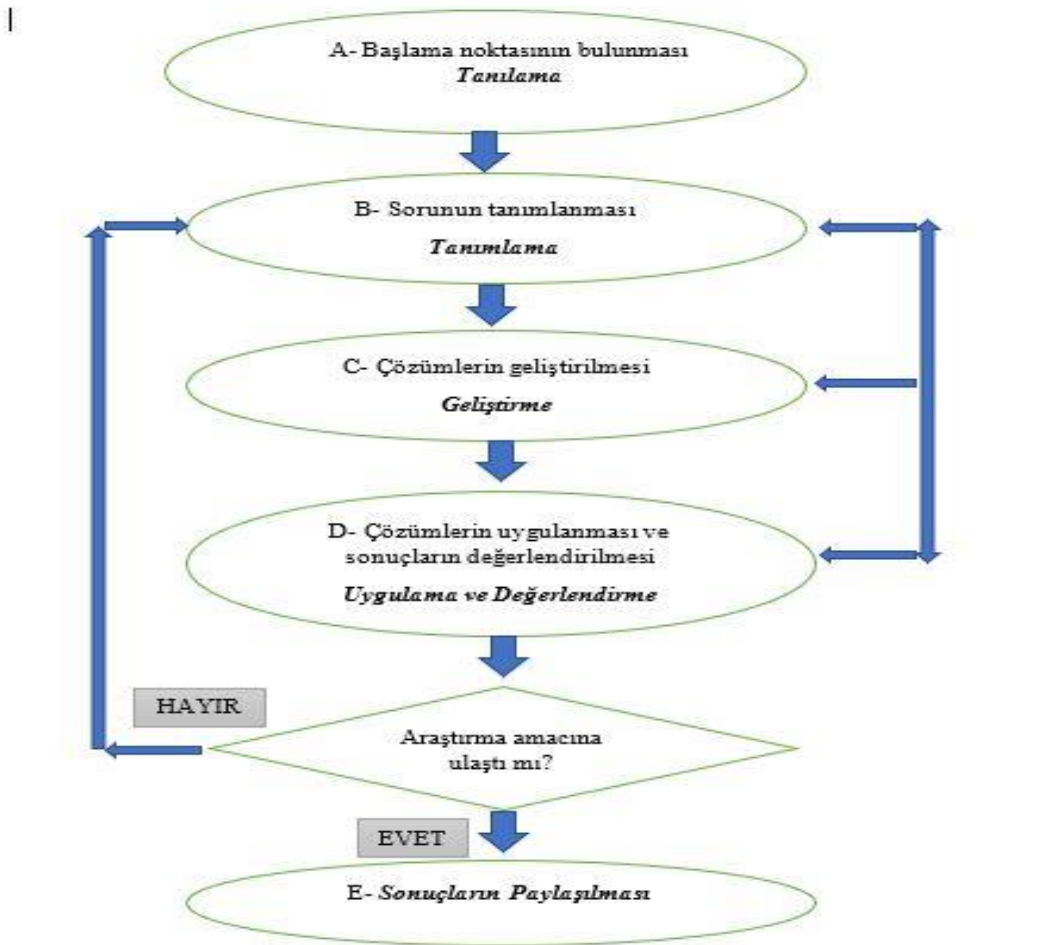 A- Başlama noktasının bulunması
Tanılama
B- Sorunun tanımlanması
Tanımlama
C- Çözümlerin geliştirilmesi
Geliştirme
D- Çözümlerin uygulanması ve
sonuçların değerlendirilmesi
Uygulama ve Değerlendirme
HAYIR
Araştırma amacına
ulaştı mı?
EVET
E- Sonuçların Paylaşılması